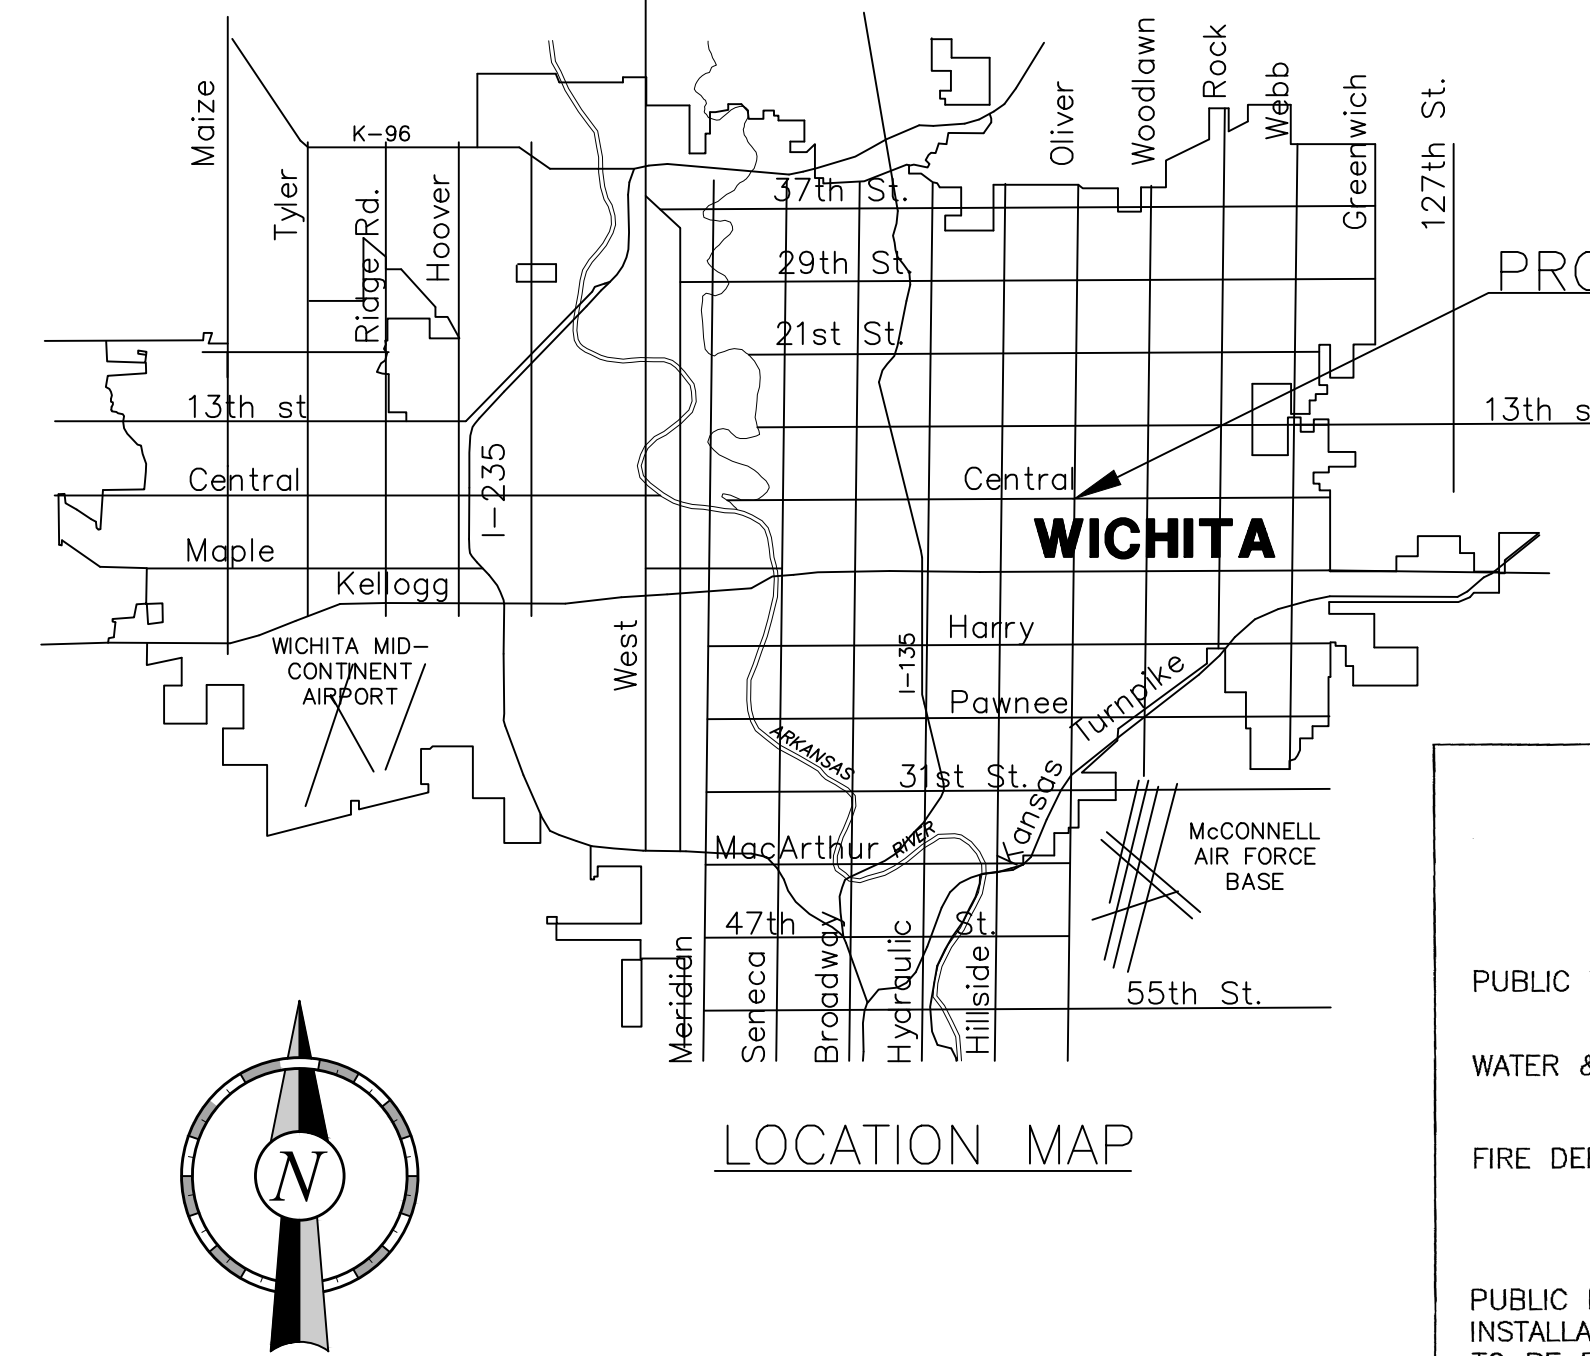 Maize
Tyler
K-96
Ridge Rd.
Hoover
Oliver
Woodlawn
Rock
Webb
Greenwich
127th St.
37th St.
29th St.
PRO
21st St.
13th st
13th s
Central
Central
I-235
WICHITA
Maple
Kellogg
WICHITA MID-
CONTINENT
AIRPORT
West
I-135
Harry
Pawnee
Kansas Turnpike
ARKANSAS
RIVER
31st St.
MacArthur
McCONNELL
AIR FORCE
BASE
47th St.
55th St.
Meridian
Seneca
Broadway
Hydraulic
Hillside
N
LOCATION MAP
PUBLIC
WATER &
FIRE DE
PUBLIC
INSTALLA
TO BE